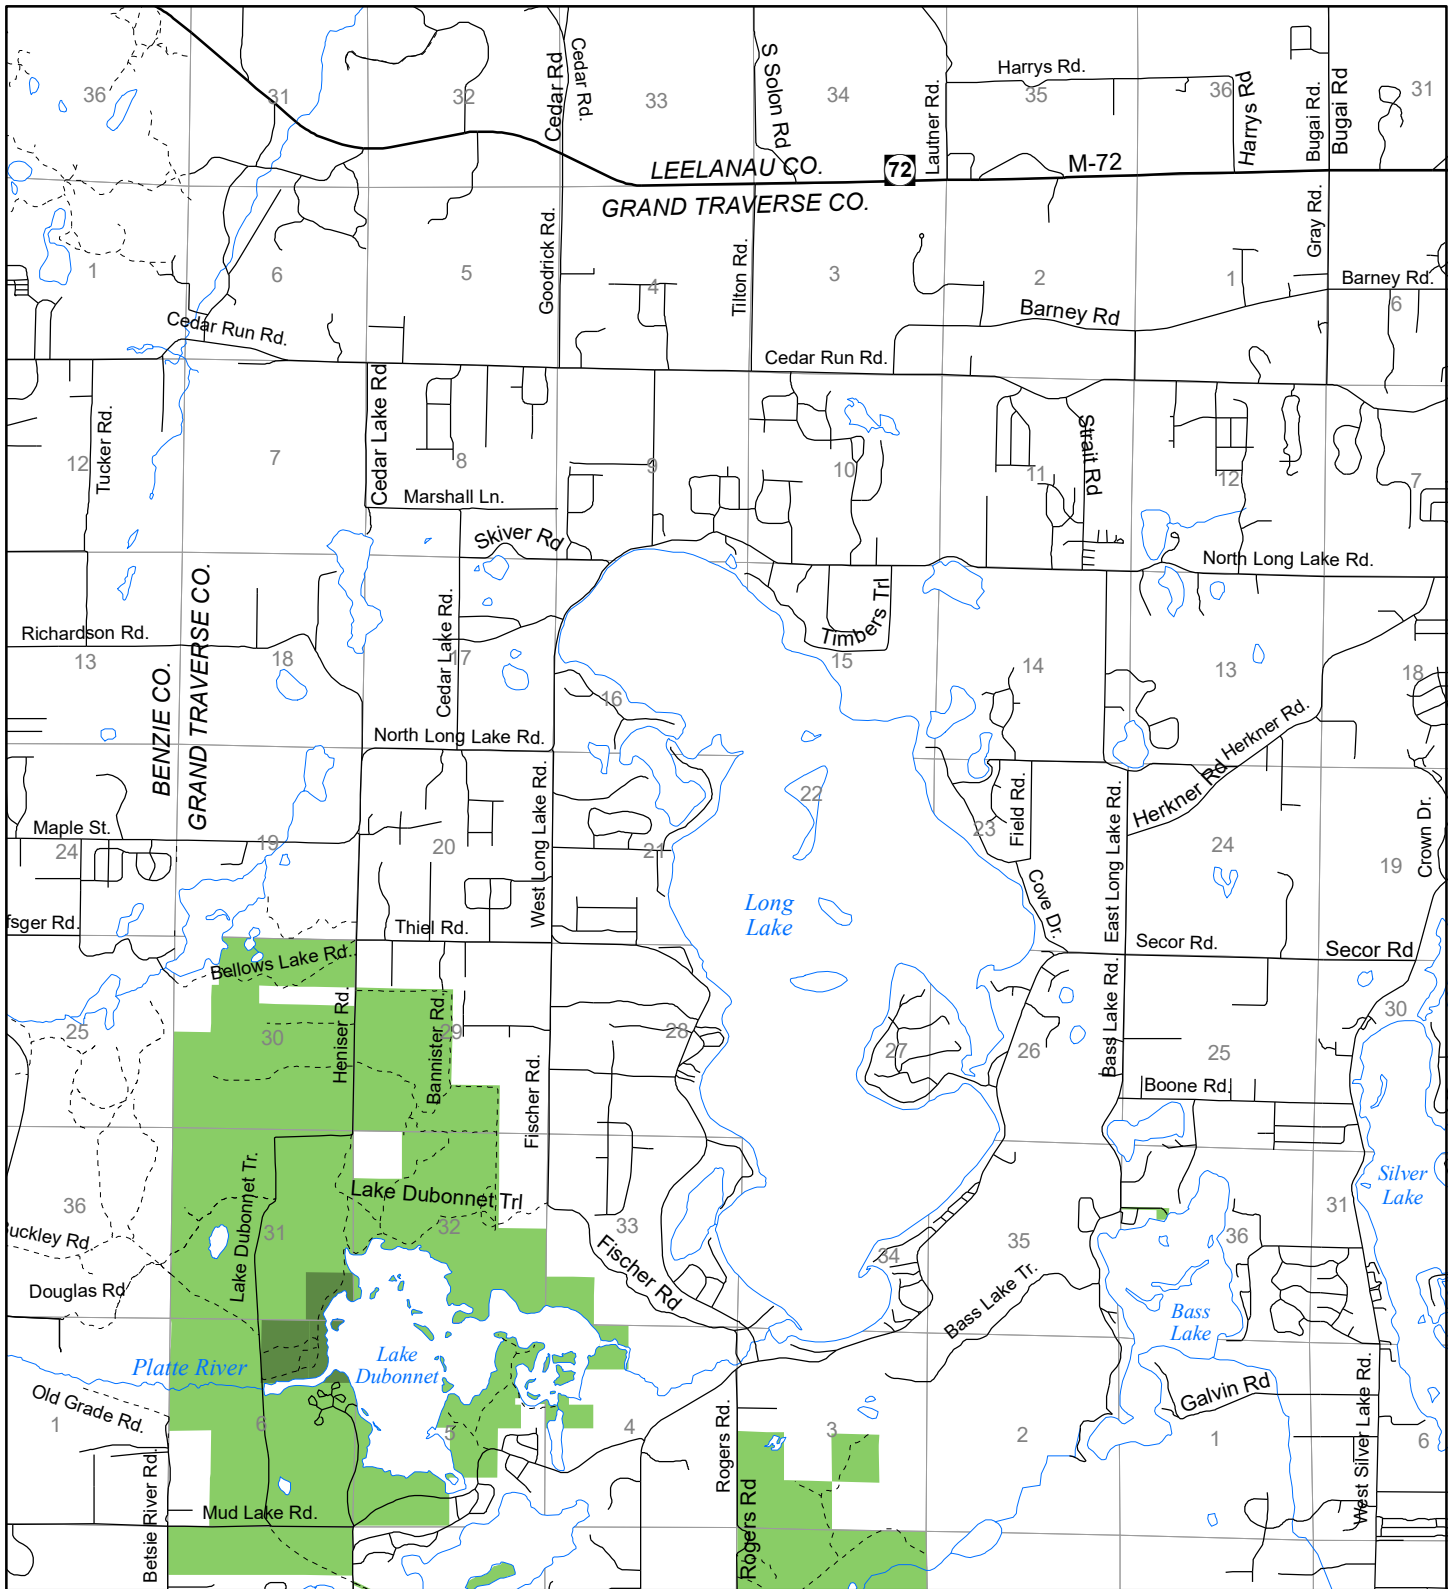 36
31
32
Cedar Rd
Cedar Rd.
33
S Solon Rd
34
Lautner Rd.
Harrys Rd.
35
36
Harrys Rd
Bugai Rd.
Bugai Rd
31
LEELANAU CO.
72
M-72
GRAND TRAVERSE CO.
1
6
5
Goodrick Rd.
4
Tilton Rd.
3
2
1
Gray Rd.
Barney Rd.
6
Cedar Run Rd.
Barney Rd
Cedar Run Rd.
12
Tucker Rd.
7
Cedar Lake Rd
8
9
10
11
Strait Rd
12
7
Marshall Ln.
Skiver Rd
North Long Lake Rd.
Richardson Rd.
13
BENZIE CO.
GRAND TRAVERSE CO.
18
Cedar Lake Rd.
17
16
Timbers Trl
15
14
13
18
North Long Lake Rd.
Herkner Rd.
Herkner Rd
22
Maple St.
24
19
20
West Long Lake Rd.
21
23
Field Rd.
East Long Lake Rd.
24
19
Crown Dr.
Long
Lake
Cove Dr.
fsger Rd.
Thiel Rd.
Secor Rd.
Secor Rd
Bellows Lake Rd.
25
30
Heniser Rd.
Bannister Rd.
29
Fischer Rd.
28
27
26
Bass Lake Rd.
25
30
Boone Rd.
36
Lake Dubonnet Tr.
31
Lake Dubonnet Trl
32
33
34
35
36
31
Silver
Lake
uckley Rd
Douglas Rd
Fischer Rd
Bass Lake Tr.
Bass
Lake
Platte River
Lake
Dubonnet
Old Grade Rd.
1
6
5
4
Rogers Rd.
3
2
Galvin Rd
1
West Silver Lake Rd.
6
Betsie River Rd.
Mud Lake Rd.
Rogers Rd